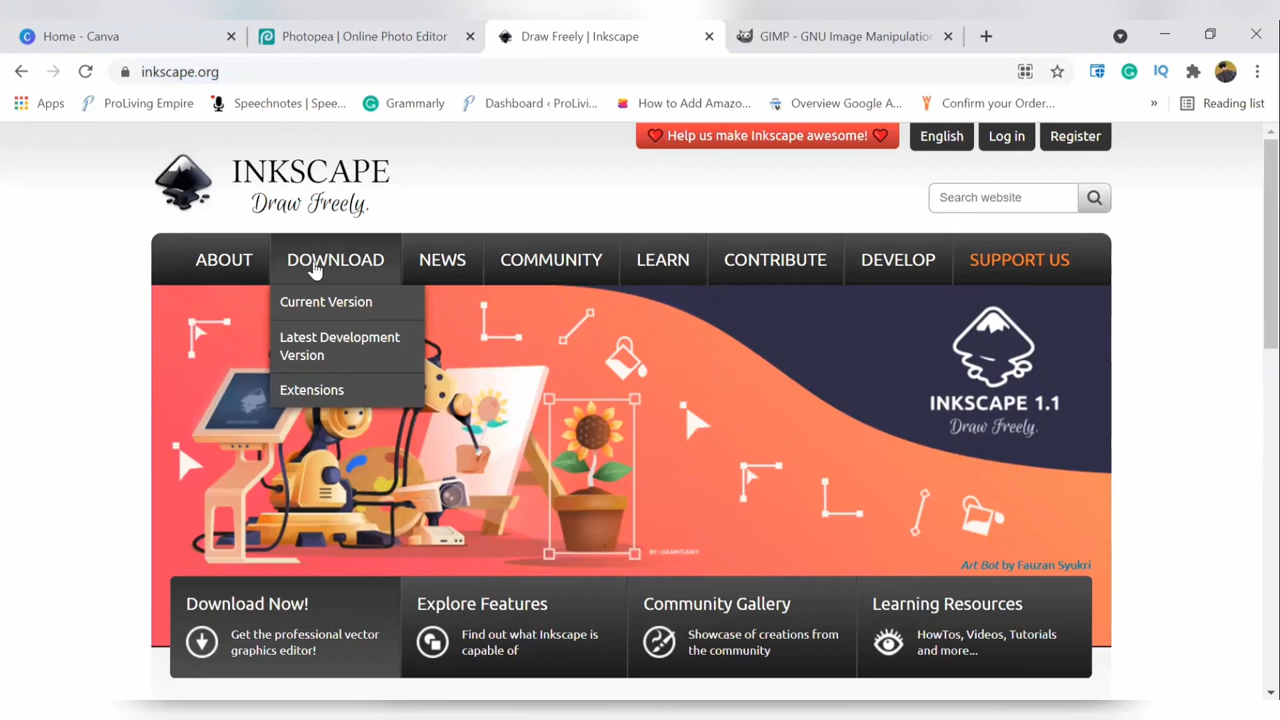 Home - Canva
Photopea | Online Photo Editor
Draw Freely | Inkscape
GIMP - GNU Image Manipulation
inkscape.org
Apps
ProLiving Empire
Speechnotes | Spee...
Grammarly
Dashboard ‹ ProLivi...
How to Add Amazo...
Overview Google A...
Confirm your Order...
»
Reading list
Help us make Inkscape awesome!
English
Log in
Register
INKSCAPE
Draw Freely.
Search website
ABOUT
DOWNLOAD
NEWS
COMMUNITY
LEARN
CONTRIBUTE
DEVELOP
SUPPORT US
Current Version
Latest Development
Version
Extensions
INKSCAPE 1.1
Draw Freely.
Art Bot by Fauzan Syukri
Download Now!
Get the professional vector
graphics editor!
Explore Features
Find out what Inkscape is
capable of
Community Gallery
Showcase of creations from
the community
Learning Resources
HowTos, Videos, Tutorials
and more...